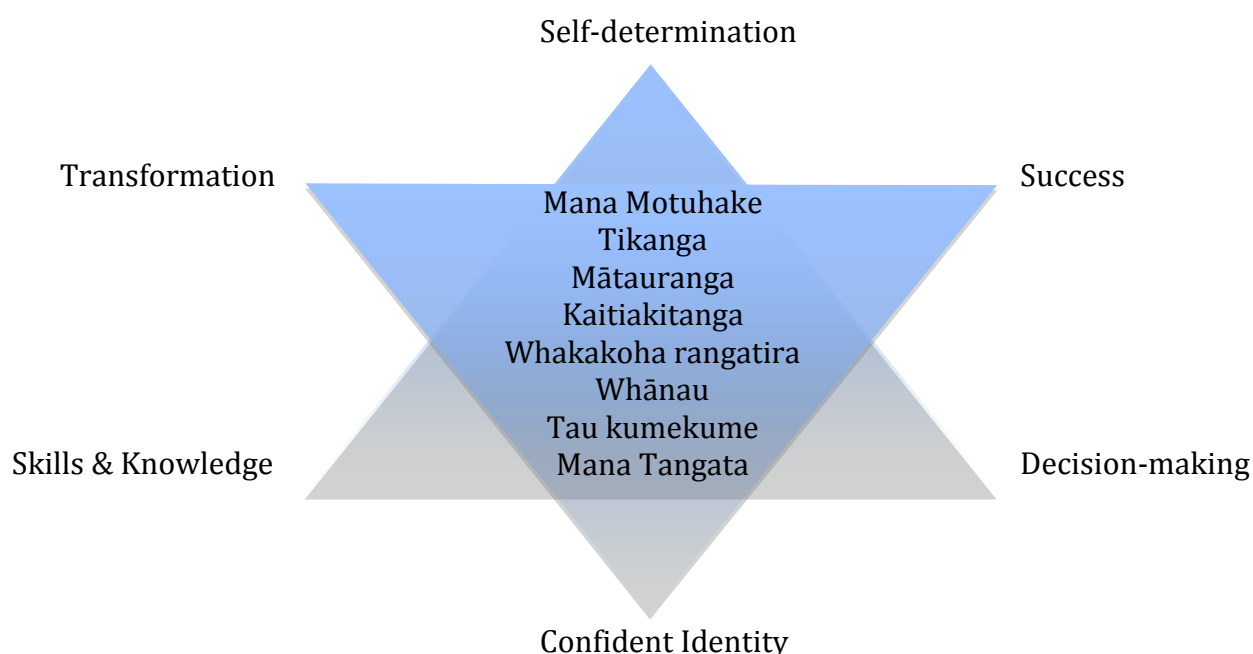 Self-determination
Transformation
Success
Mana Motuhake
Tikanga
Mātauranga
Kaitiakitanga
Whakakoha rangatira
Whānau
Tau kumekume
Mana Tangata
Skills & Knowledge
Decision-making
Confident Identity